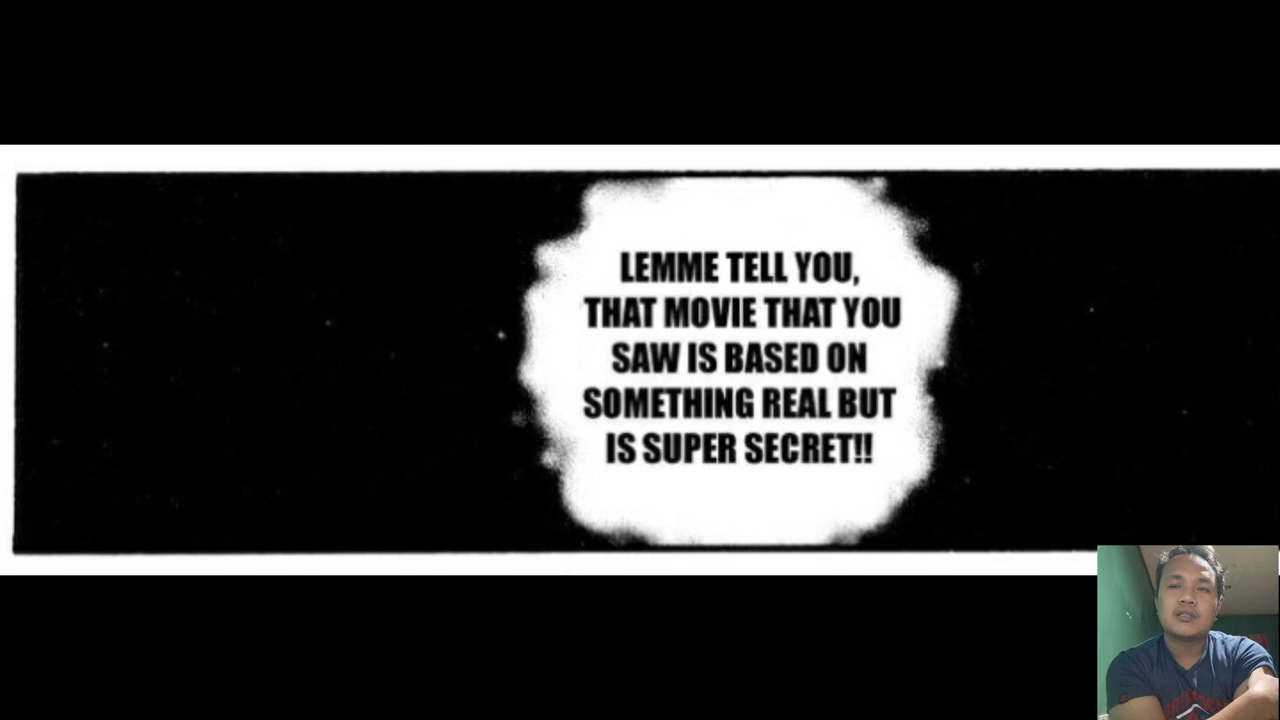 LEMME TELL YOU,
THAT MOVIE THAT YOU
SAW IS BASED ON
SOMETHING REAL BUT
IS SUPER SECRET!!